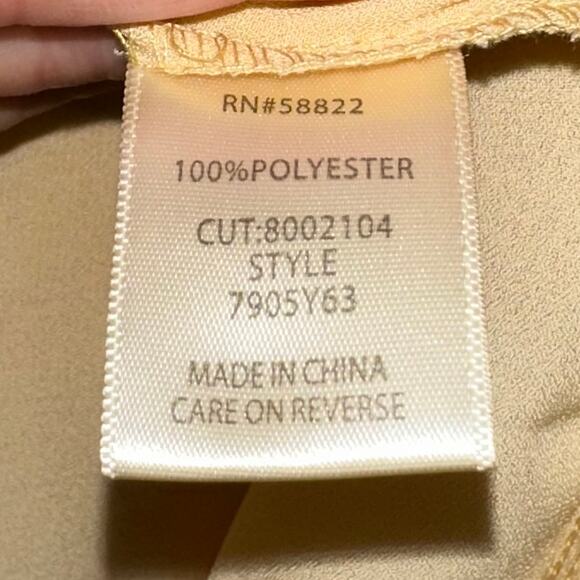 RN#58822
100%POLYESTER
CUT:8002104
STYLE
7905Y63
MADE IN CHINA
CARE ON REVERSE